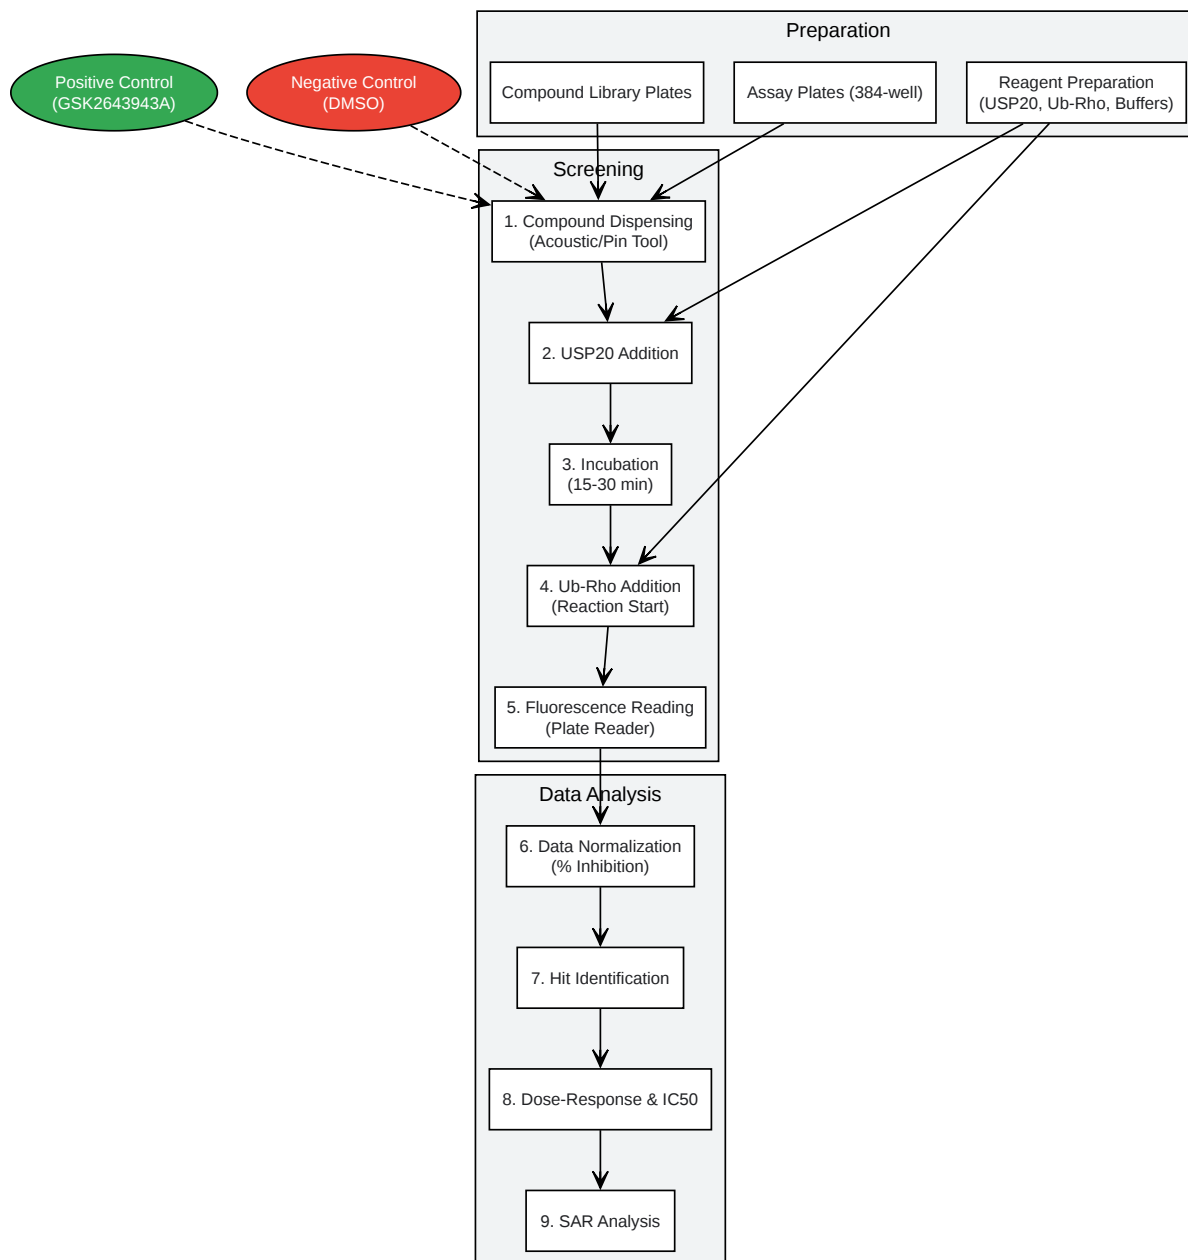 Preparation
Positive Control
(GSK2643943A)
Negative Control
(DMSO)
Compound Library Plates
Assay Plates (384-well)
Reagent Preparation
(USP20, Ub-Rho, Buffers)
Screening
1. Compound Dispensing
(Acoustic/Pin Tool)
2. USP20 Addition
3. Incubation
(15-30 min)
4. Ub-Rho Addition
(Reaction Start)
5. Fluorescence Reading
(Plate Reader)
Data Analysis
6. Data Normalization
(% Inhibition)
7. Hit Identification
8. Dose-Response & IC50
9. SAR Analysis